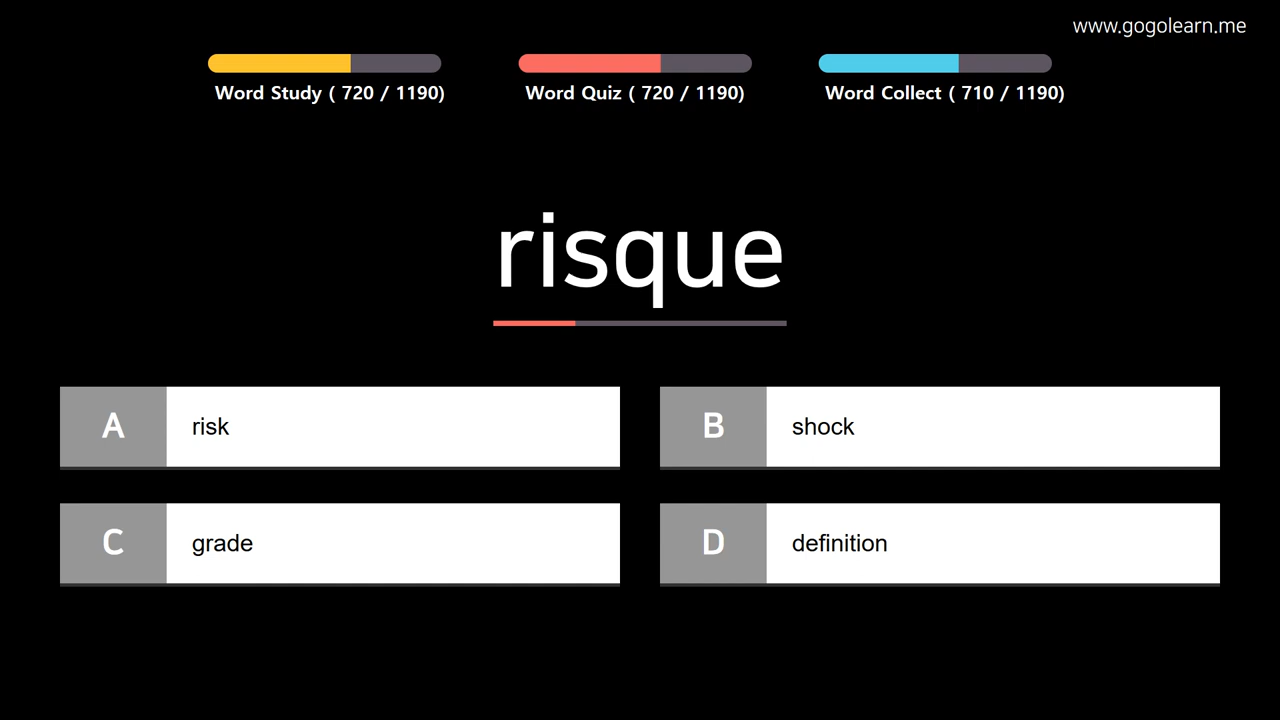 www.gogolearn.me
Word Study ( 720 / 1190)
Word Quiz ( 720 / 1190)
Word Collect ( 710 / 1190)
risque
A
risk
B
shock
C
grade
D
definition